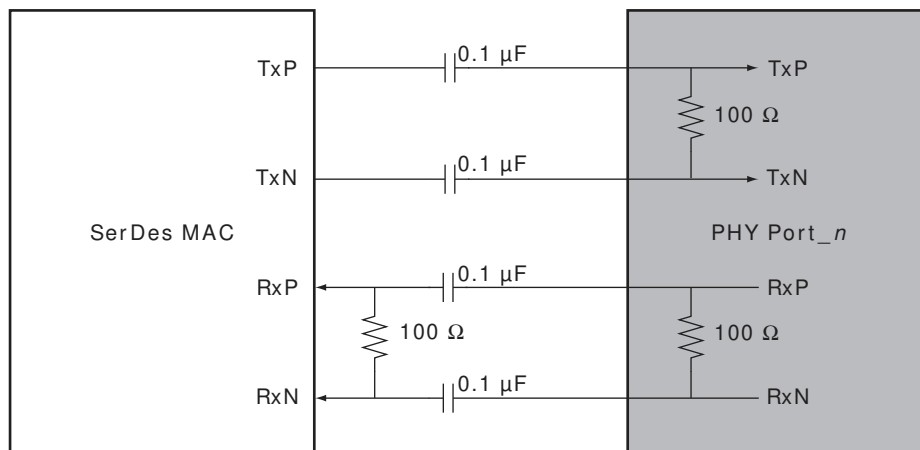 0.1 µF
TxP
TxP
100 Ω
0.1 µF
TxN
TxN
SerDes MAC
PHY Port_n
0.1 µF
RxP
RxP
100 Ω
100 Ω
0.1 µF
RxN
RxN